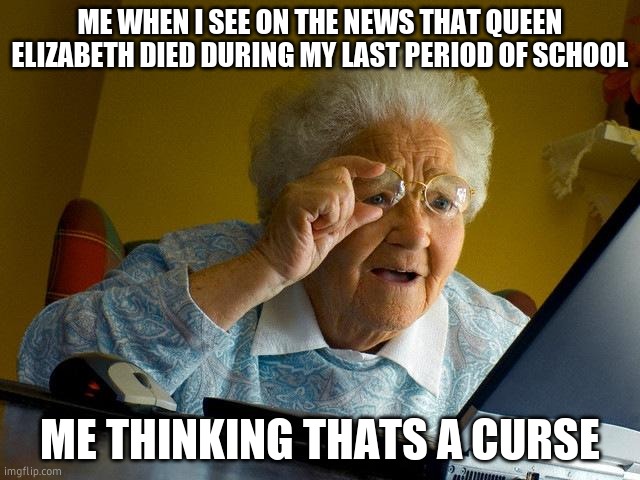 ME WHEN I SEE ON THE NEWS THAT QUEEN
ELIZABETH DIED DURING MY LAST PERIOD OF SCHOOL
ME THINKING THATS A CURSE
imgflip.com